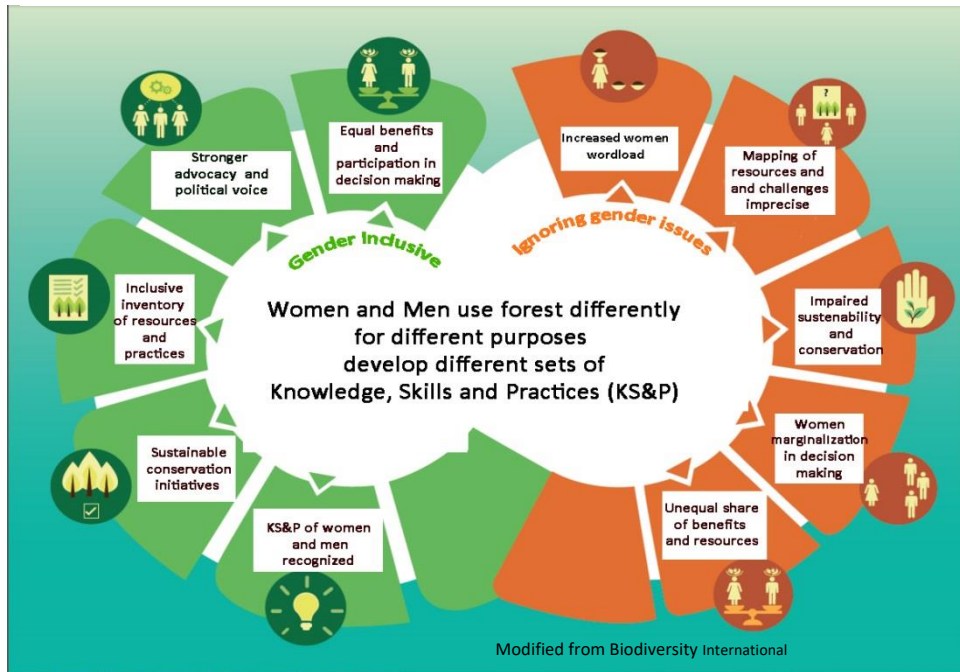 Equal benefits
and
participation in
decision making
Stronger
advocacy and
political voice
Inclusive
inventory
of resources
and
practices
Sustainable
conservation
initiatives
KS&P of women
and men
recognized
Gender Inclusive
Ignoring gender issues
Women and Men use forest differently
for different purposes
develop different sets of
Knowledge, Skills and Practices (KS&P)
Increased women
wordload
?
Mapping of
resources and
and challenges
imprecise
Impaired
sustenability
and
conservation
Women
marginalization
in decision
making
Unequal share
of benefits
and resources
Modified from Biodiversity International